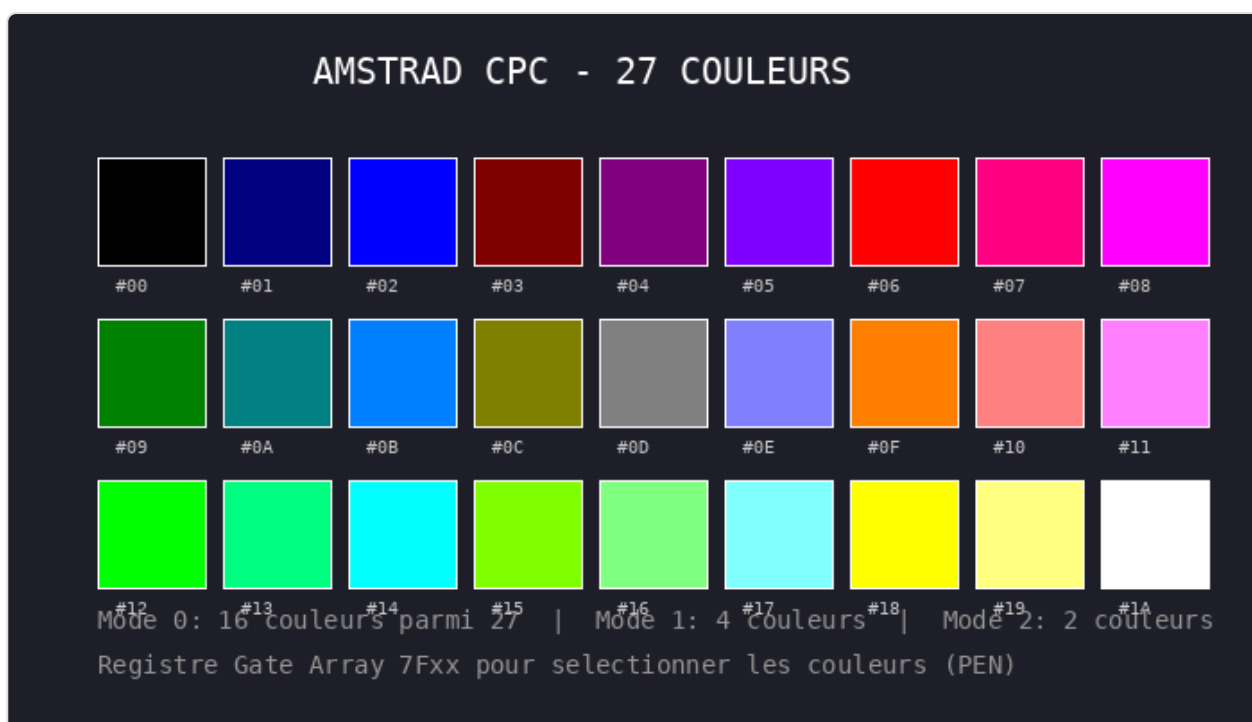 AMSTRAD CPC - 27 COULEURS
#00 #01 #02 #03 #04 #05 #06 #07 #08
#09 #0A #0B #0C #0D #0E #0F #10 #11
#12 #13 #14 #15 #16 #17 #18 #19 #1A
Mode 0: 16 couleurs parmi 27 | Mode 1: 4 couleurs | Mode 2: 2 couleurs
Registre Gate Array 7Fxx pour selectionner les couleurs (PEN)